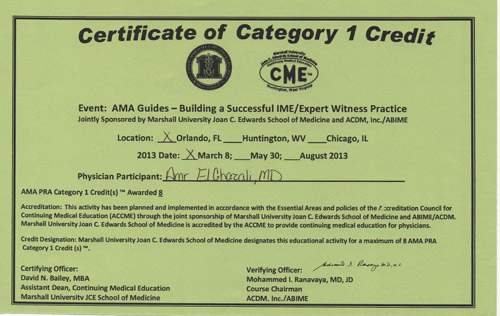 Certificate of Category 1 Credit
Marshall University
Joan C. Edwards School of Medicine
Continuing Medical Education
CME™
Huntington, West Virginia
Event: AMA Guides – Building a Successful IME/Expert Witness Practice
Jointly Sponsored by Marshall University Joan C. Edwards School of Medicine and ACDM, Inc./ABIME
Location: X Orlando, FL ___Huntington, WV ___Chicago, IL
2013 Date: X March 8; ___May 30; ___August 2013
Physician Participant: Amr ElGhazali, MD
AMA PRA Category 1 Credit(s) ™ Awarded 8
Accreditation: This activity has been planned and implemented in accordance with the Essential Areas and policies of the Accreditation Council for
Continuing Medical Education (ACCME) through the joint sponsorship of Marshall University Joan C. Edwards School of Medicine and ABIME/ACDM.
Marshall University Joan C. Edwards School of Medicine is accredited by the ACCME to provide continuing medical education for physicians.
Credit Designation: Marshall University Joan C. Edwards School of Medicine designates this educational activity for a maximum of 8 AMA PRA
Category 1 Credit (s) ™.
Certifying Officer:
David N. Bailey, MBA
Assistant Dean, Continuing Medical Education
Marshall University JCE School of Medicine
Verifying Officer:
Mohammed I. Ranavaya, MD, JD
Course Chairman
ACDM. Inc./ABIME